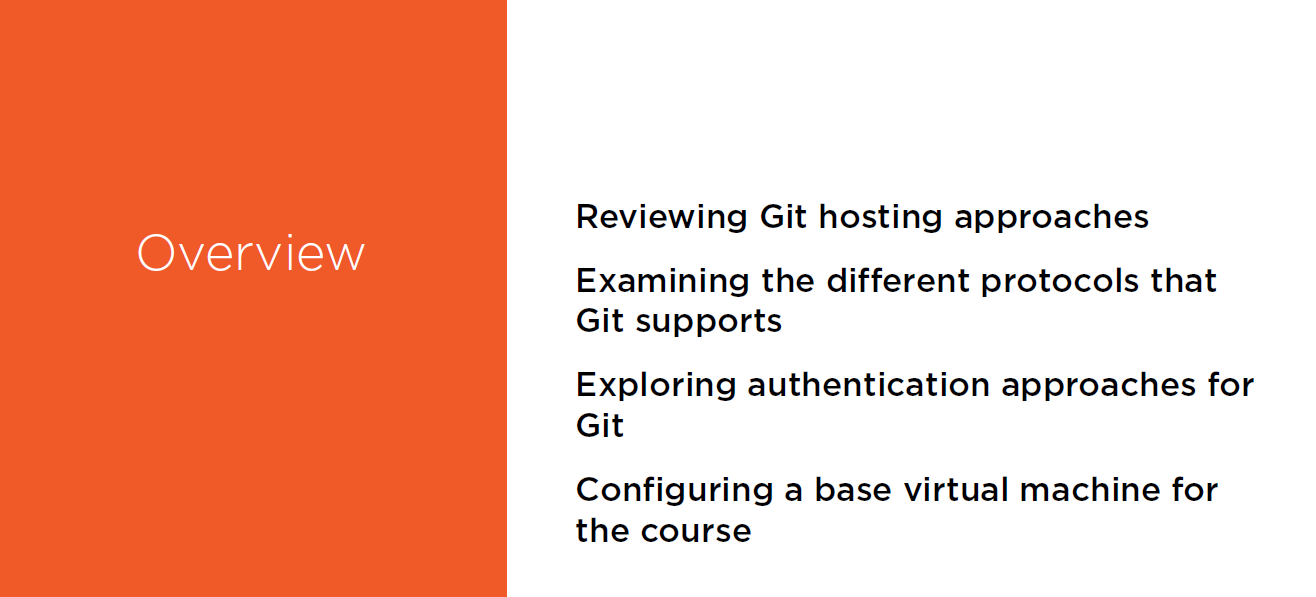 Overview
Reviewing Git hosting approaches
Examining the different protocols that
Git supports
Exploring authentication approaches for
Git
Configuring a base virtual machine for
the course